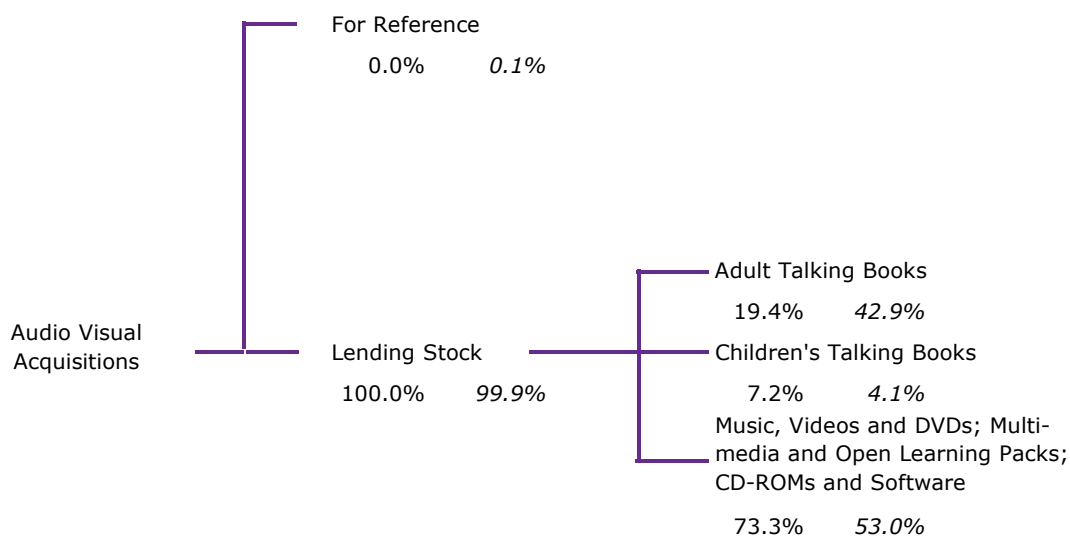 For Reference
0.0% 0.1%
Audio Visual
Acquisitions
Lending Stock
100.0% 99.9%
Adult Talking Books
19.4% 42.9%
Children's Talking Books
7.2% 4.1%
Music, Videos and DVDs; Multi-
media and Open Learning Packs;
CD-ROMs and Software
73.3% 53.0%